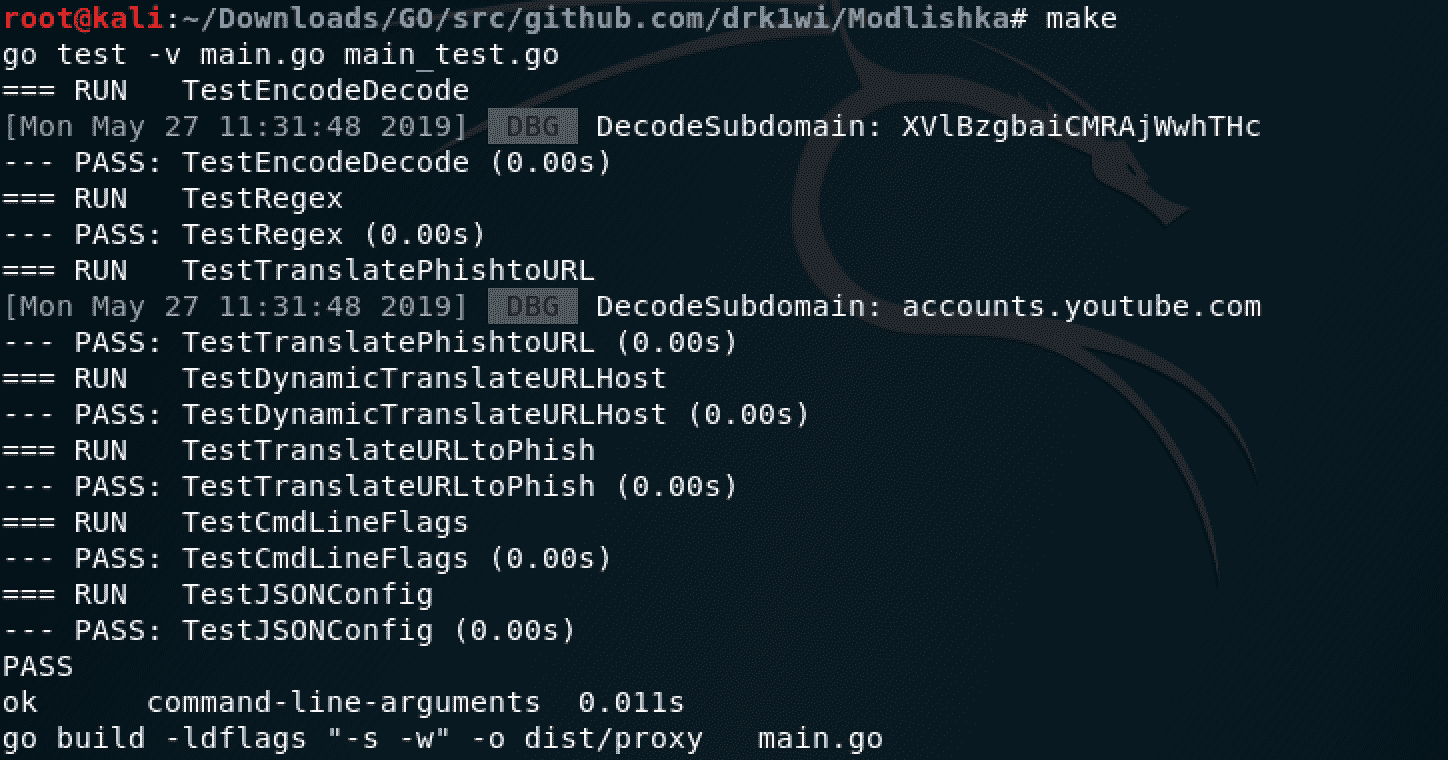 root@kali:~/Downloads/GO/src/github.com/drk1wi/Modlishka# make
go test -v main.go main_test.go
=== RUN   TestEncodeDecode
[Mon May 27 11:31:48 2019]  DBG  DecodeSubdomain: XVlBzgbaiCMRAjWwhTHc
--- PASS: TestEncodeDecode (0.00s)
=== RUN   TestRegex
--- PASS: TestRegex (0.00s)
=== RUN   TestTranslatePhishtoURL
[Mon May 27 11:31:48 2019]  DBG  DecodeSubdomain: accounts.youtube.com
--- PASS: TestTranslatePhishtoURL (0.00s)
=== RUN   TestDynamicTranslateURLHost
--- PASS: TestDynamicTranslateURLHost (0.00s)
=== RUN   TestTranslateURLtoPhish
--- PASS: TestTranslateURLtoPhish (0.00s)
=== RUN   TestCmdLineFlags
--- PASS: TestCmdLineFlags (0.00s)
=== RUN   TestJSONConfig
--- PASS: TestJSONConfig (0.00s)
PASS
ok      command-line-arguments  0.011s
go build -ldflags "-s -w" -o dist/proxy   main.go